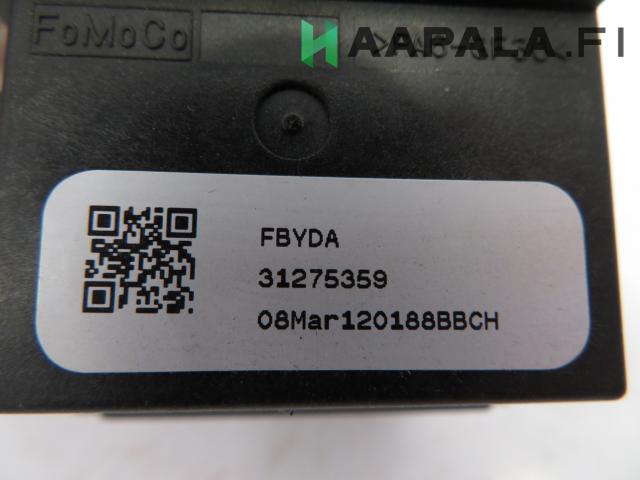 FoMoCo
HAAPALA.FI
FBYDA
31275359
08Mar120188BBCH